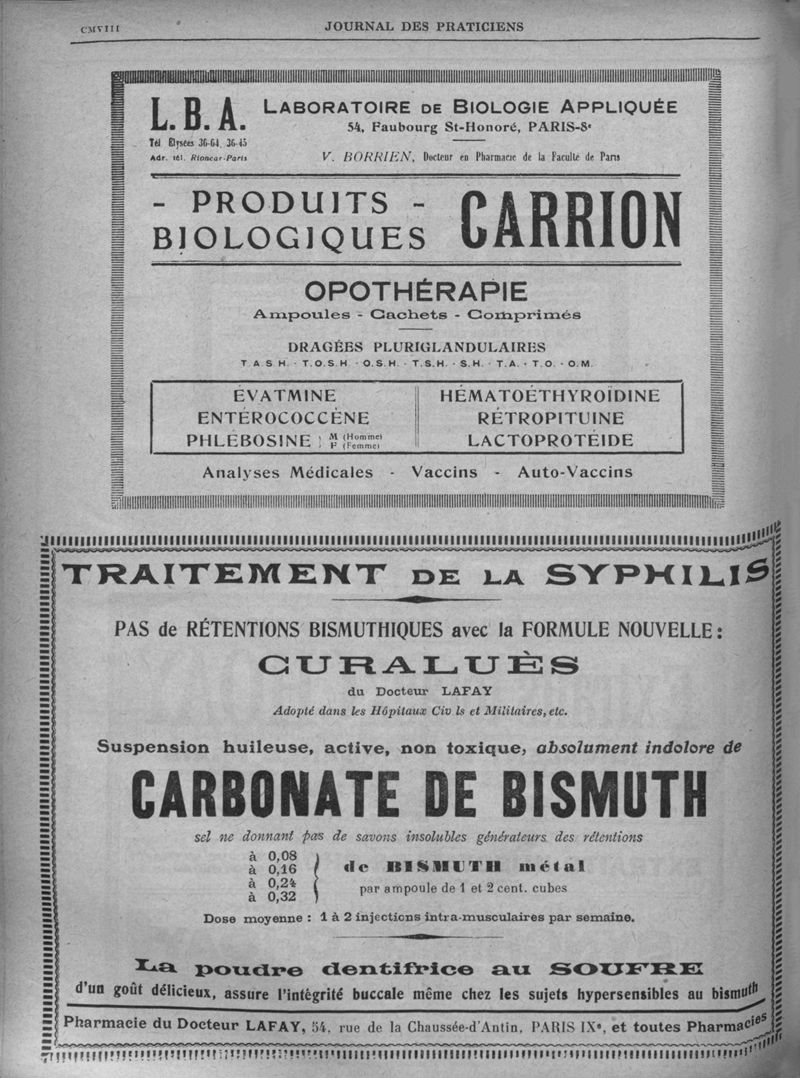 CMVIII
JOURNAL DES PRATICIENS
L. B. A.
LABORATOIRE DE BIOLOGIE APPLIQUÉE
54, Faubourg St-Honoré, PARIS-8e
Tél Élysées 36-64, 36-45
Adr. tél. Rioncar-Paris
V. BORRIEN, Docteur en Pharmacie de la Faculté de Paris
- PRODUITS -
BIOLOGIQUES
CARRION
OPOTHÉRAPIE
Ampoules - Cachets - Comprimés
DRAGÉES PLURIGLANDULAIRES
T A S H. - T.O.S.H. - O.S.H. - T.S.H. - S.H. - T.A. - T.O. - O.M.
ÉVATMINE
ENTÉROCOCCÈNE
PHLÉBOSINE } M (Homme)
F (Femme)
HÉMATOÉTHYROÏDINE
RÉTROPITUINE
LACTOPROTÉIDE
Analyses Médicales - Vaccins - Auto-Vaccins
TRAITEMENT DE LA SYPHILIS
PAS de RÉTENTIONS BISMUTHIQUES avec la FORMULE NOUVELLE :
CURALUÈS
du Docteur LAFAY
Adopté dans les Hôpitaux Civ ls et Militaires, etc.
Suspension huileuse, active, non toxique, absolument indolore de
CARBONATE DE BISMUTH
sel ne donnant pas de savons insolubles générateurs des rétentions
à 0,08
à 0,16
à 0,24
à 0,32
de BISMUTH métal
par ampoule de 1 et 2 cent. cubes
Dose moyenne : 1 à 2 injections intra-musculaires par semaine.
La poudre dentifrice au SOUFRE
d'un goût délicieux, assure l'intégrité buccale même chez les sujets hypersensibles au bismuth
Pharmacie du Docteur LAFAY, 54, rue de la Chaussée-d'Antin, PARIS IXe, et toutes Pharmacies